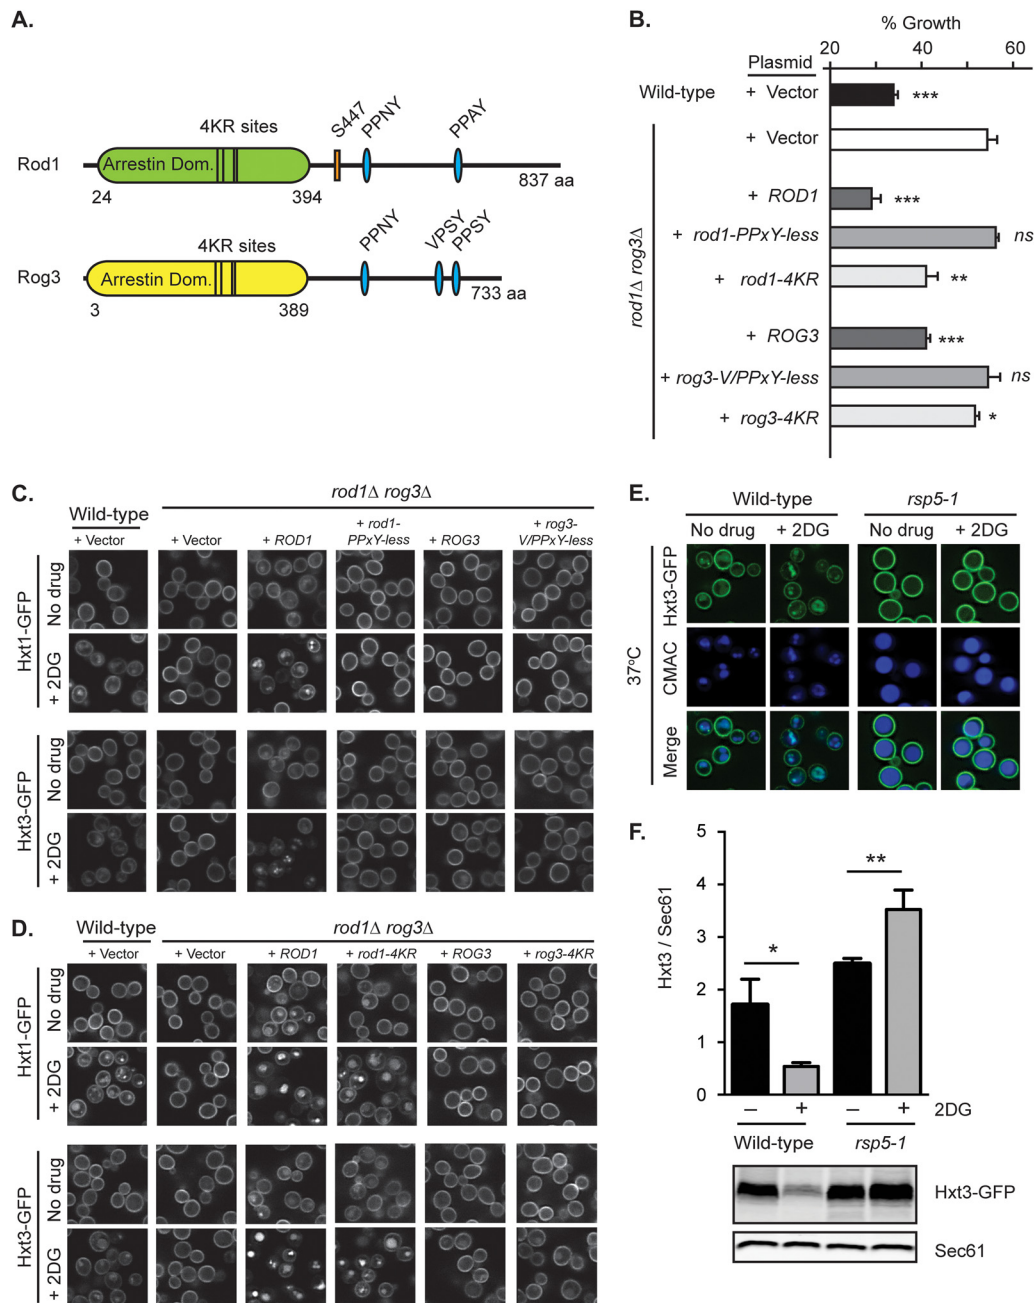 A.
4KR sites
S447
PPNY
PPAY
Rod1
Arrestin Dom.
24
394
837 aa
4KR sites
PPNY
VPSY
PPSY
Rog3
Arrestin Dom.
3
389
733 aa
B.
% Growth
20 40 60
Plasmid
Wild-type + Vector ***
rod1Δ rog3Δ
+ Vector
+ ROD1 ***
+ rod1-PPxY-less ns
+ rod1-4KR **
+ ROG3 ***
+ rog3-V/PPxY-less ns
+ rog3-4KR *
C.
rod1Δ rog3Δ
Wild-type
+ Vector
+ Vector
+ ROD1
+ rod1-
PPxY-less
+ ROG3
+ rog3-
V/PPxY-less
Hxt1-GFP
No drug
+ 2DG
Hxt3-GFP
No drug
+ 2DG
D.
Wild-type
rod1Δ rog3Δ
+ Vector
+ Vector
+ ROD1
+ rod1-4KR
+ ROG3
+ rog3-4KR
Hxt1-GFP
No drug
+ 2DG
Hxt3-GFP
No drug
+ 2DG
E.
Wild-type
rsp5-1
No drug
+ 2DG
No drug
+ 2DG
37°C
Hxt3-GFP
CMAC
Merge
F.
Hxt3 / Sec61
5
4
3
2
1
0
*
**
– + – + 2DG
Wild-type
rsp5-1
Hxt3-GFP
Sec61